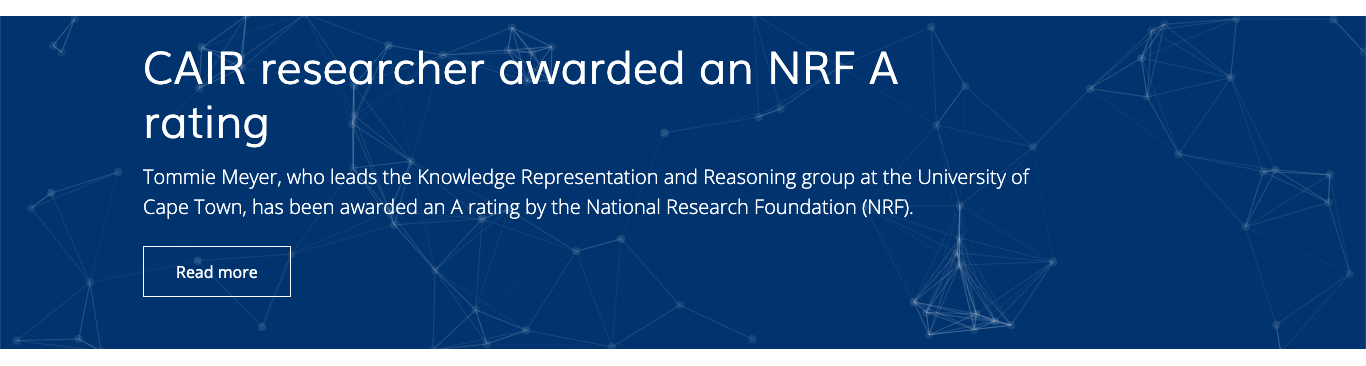 CAIR researcher awarded an NRF A
rating
Tommie Meyer, who leads the Knowledge Representation and Reasoning group at the University of
Cape Town, has been awarded an A rating by the National Research Foundation (NRF).
Read more